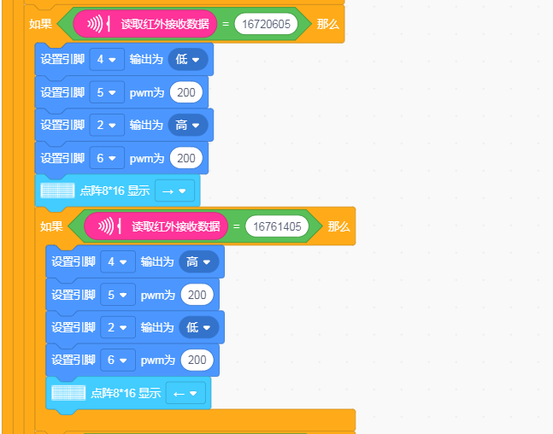 如果 读取红外接收数据 = 16720605 那么
设置引脚 4 输出为 低
设置引脚 5 pwm为 200
设置引脚 2 输出为 高
设置引脚 6 pwm为 200
点阵8*16 显示 →
如果 读取红外接收数据 = 16761405 那么
设置引脚 4 输出为 高
设置引脚 5 pwm为 200
设置引脚 2 输出为 低
设置引脚 6 pwm为 200
点阵8*16 显示 ←